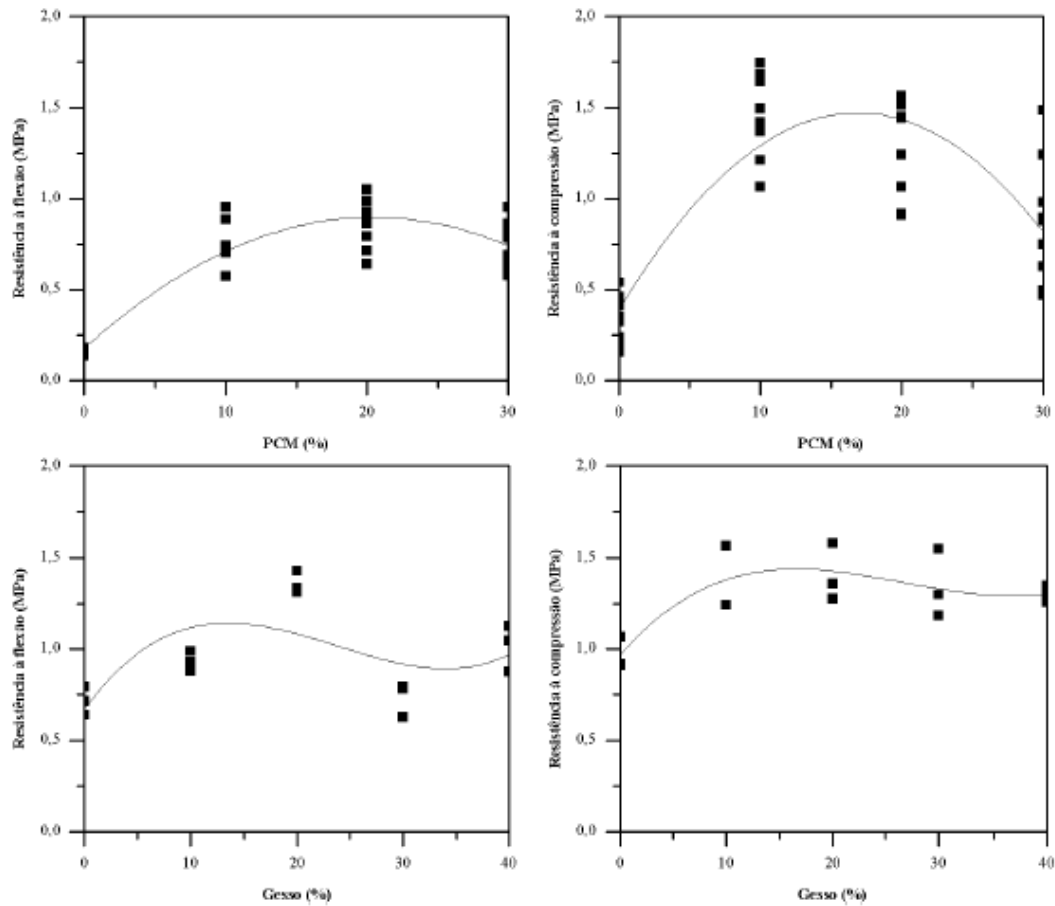 Resistência à flexão (MPa)
2,0
1,5
1,0
0,5
0,0
0 10 20 30
PCM (%)
Resistência à compressão (MPa)
2,0
1,5
1,0
0,5
0,0
0 10 20 30
PCM (%)
Resistência à flexão (MPa)
2,0
1,5
1,0
0,5
0,0
0 10 20 30 40
Gesso (%)
Resistência à compressão (MPa)
2,0
1,5
1,0
0,5
0,0
0 10 20 30 40
Gesso (%)